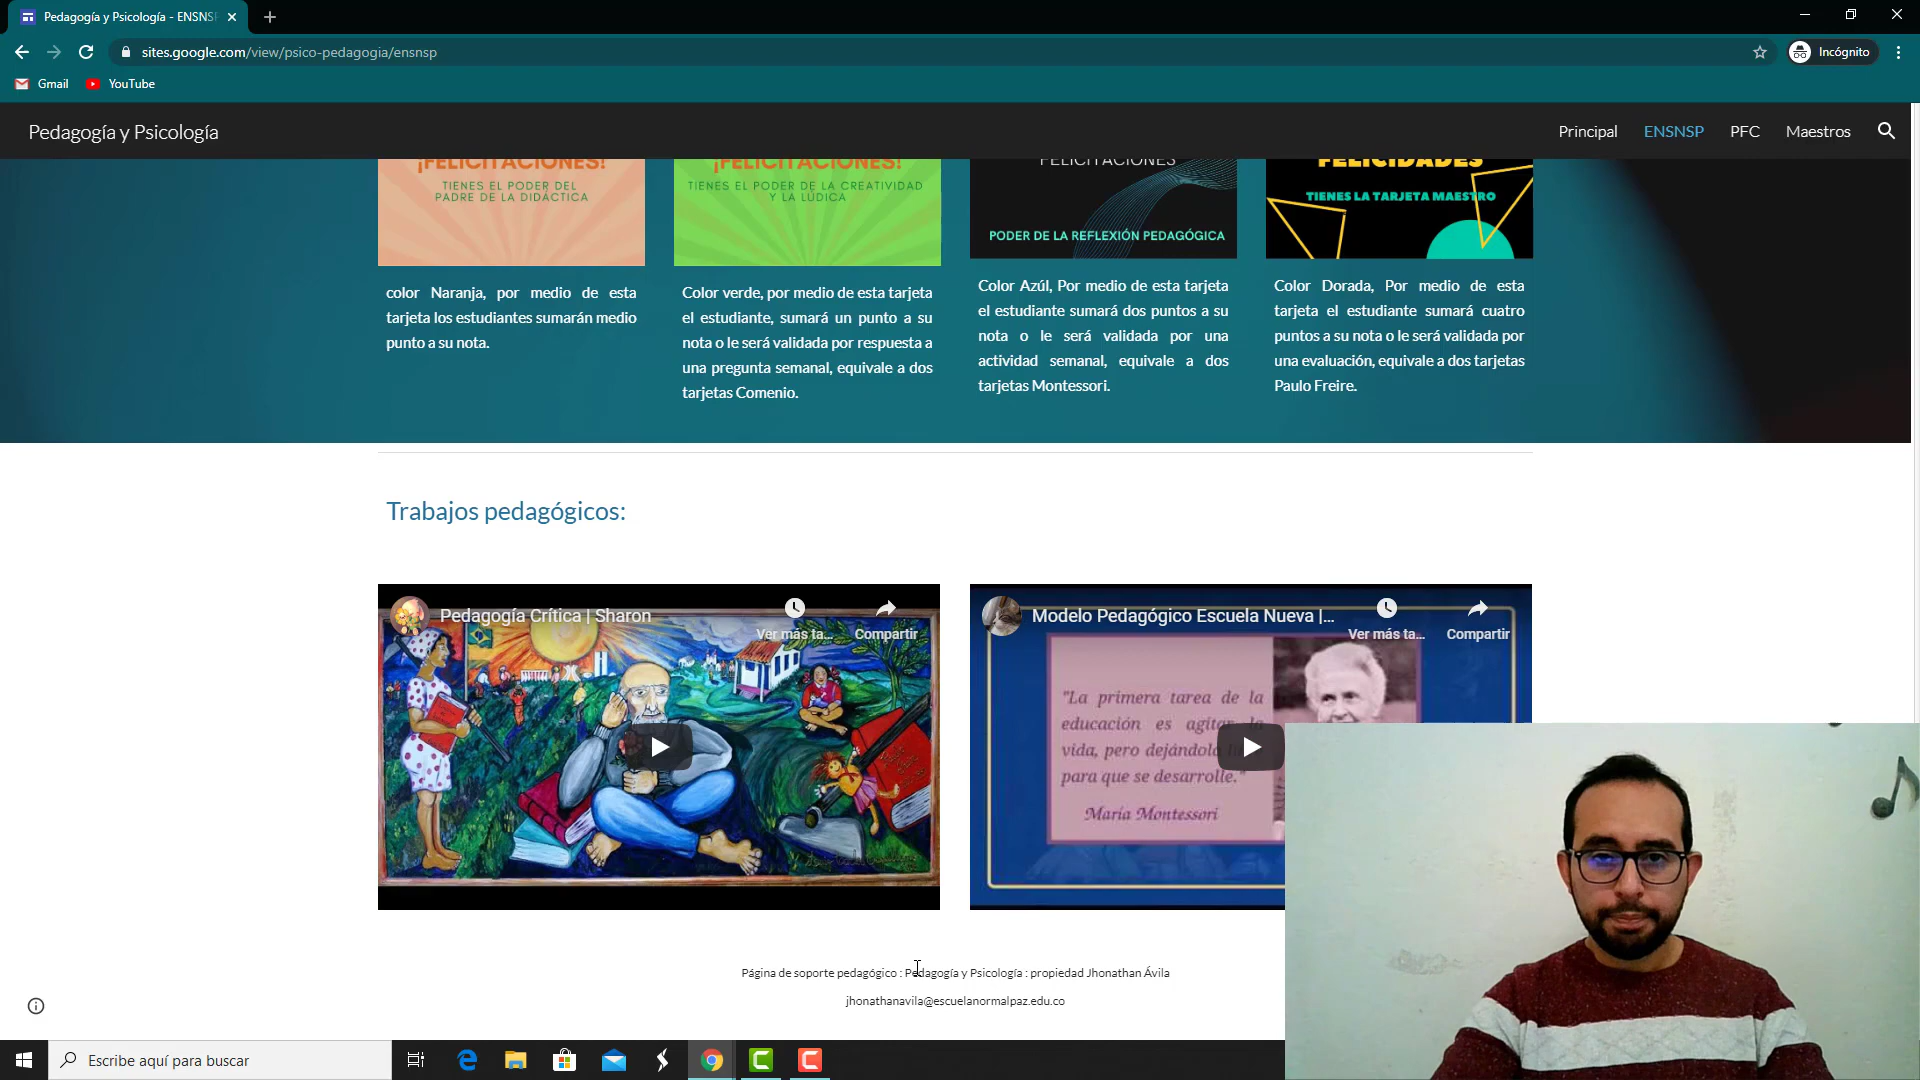 Pedagogía y Psicología - ENSNSP
sites.google.com/view/psico-pedagogia/ensnsp
Incógnito
Gmail
YouTube
Pedagogía y Psicología
Principal
ENSNSP
PFC
Maestros
¡FELICITACIONES!
TIENES EL PODER DEL
PADRE DE LA DIDÁCTICA
¡FELICITACIONES!
TIENES EL PODER DE LA CREATIVIDAD
Y LA LÚDICA
FELICITACIONES
PODER DE LA REFLEXIÓN PEDAGÓGICA
FELICIDADES
TIENES LA TARJETA MAESTRO
color Naranja, por medio de esta
tarjeta los estudiantes sumarán medio
punto a su nota.
Color verde, por medio de esta tarjeta
el estudiante, sumará un punto a su
nota o le será validada por respuesta a
una pregunta semanal, equivale a dos
tarjetas Comenio.
Color Azúl, Por medio de esta tarjeta
el estudiante sumará dos puntos a su
nota o le será validada por una
actividad semanal, equivale a dos
tarjetas Montessori.
Color Dorada, Por medio de esta
tarjeta el estudiante sumará cuatro
puntos a su nota o le será validada por
una evaluación, equivale a dos tarjetas
Paulo Freire.
Trabajos pedagógicos:
Pedagogía Crítica | Sharon
Ver más ta...
Compartir
Modelo Pedagógico Escuela Nueva |...
Ver más ta...
Compartir
"La primera tarea de la
educación es agitar la
vida, pero dejándola
para que se desarrolle."
María Montessori
Página de soporte pedagógico : Pedagogía y Psicología : propiedad Jhonathan Ávila
jhonathanavila@escuelanormalpaz.edu.co
Escribe aquí para buscar